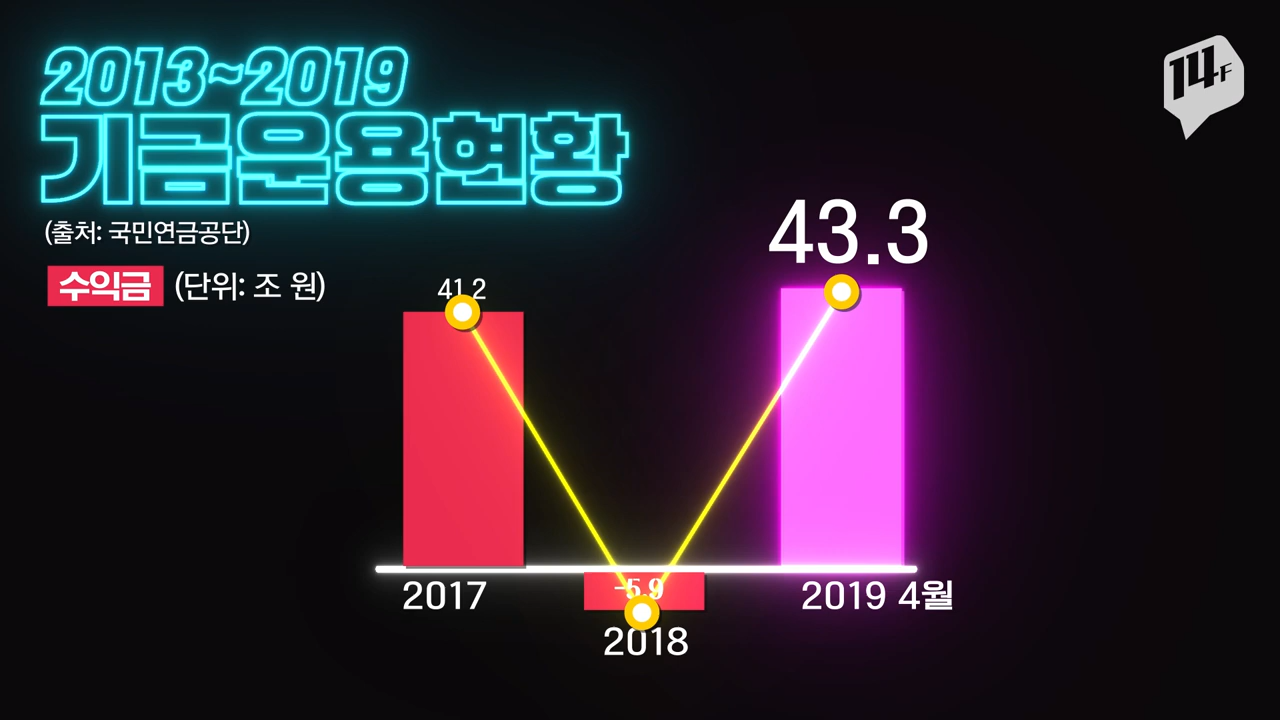 2013~2019
기금운용현황
(출처: 국민연금공단)
수익금 (단위: 조 원)
14F
43.3
41.2
-5.9
2017
2019 4월
2018